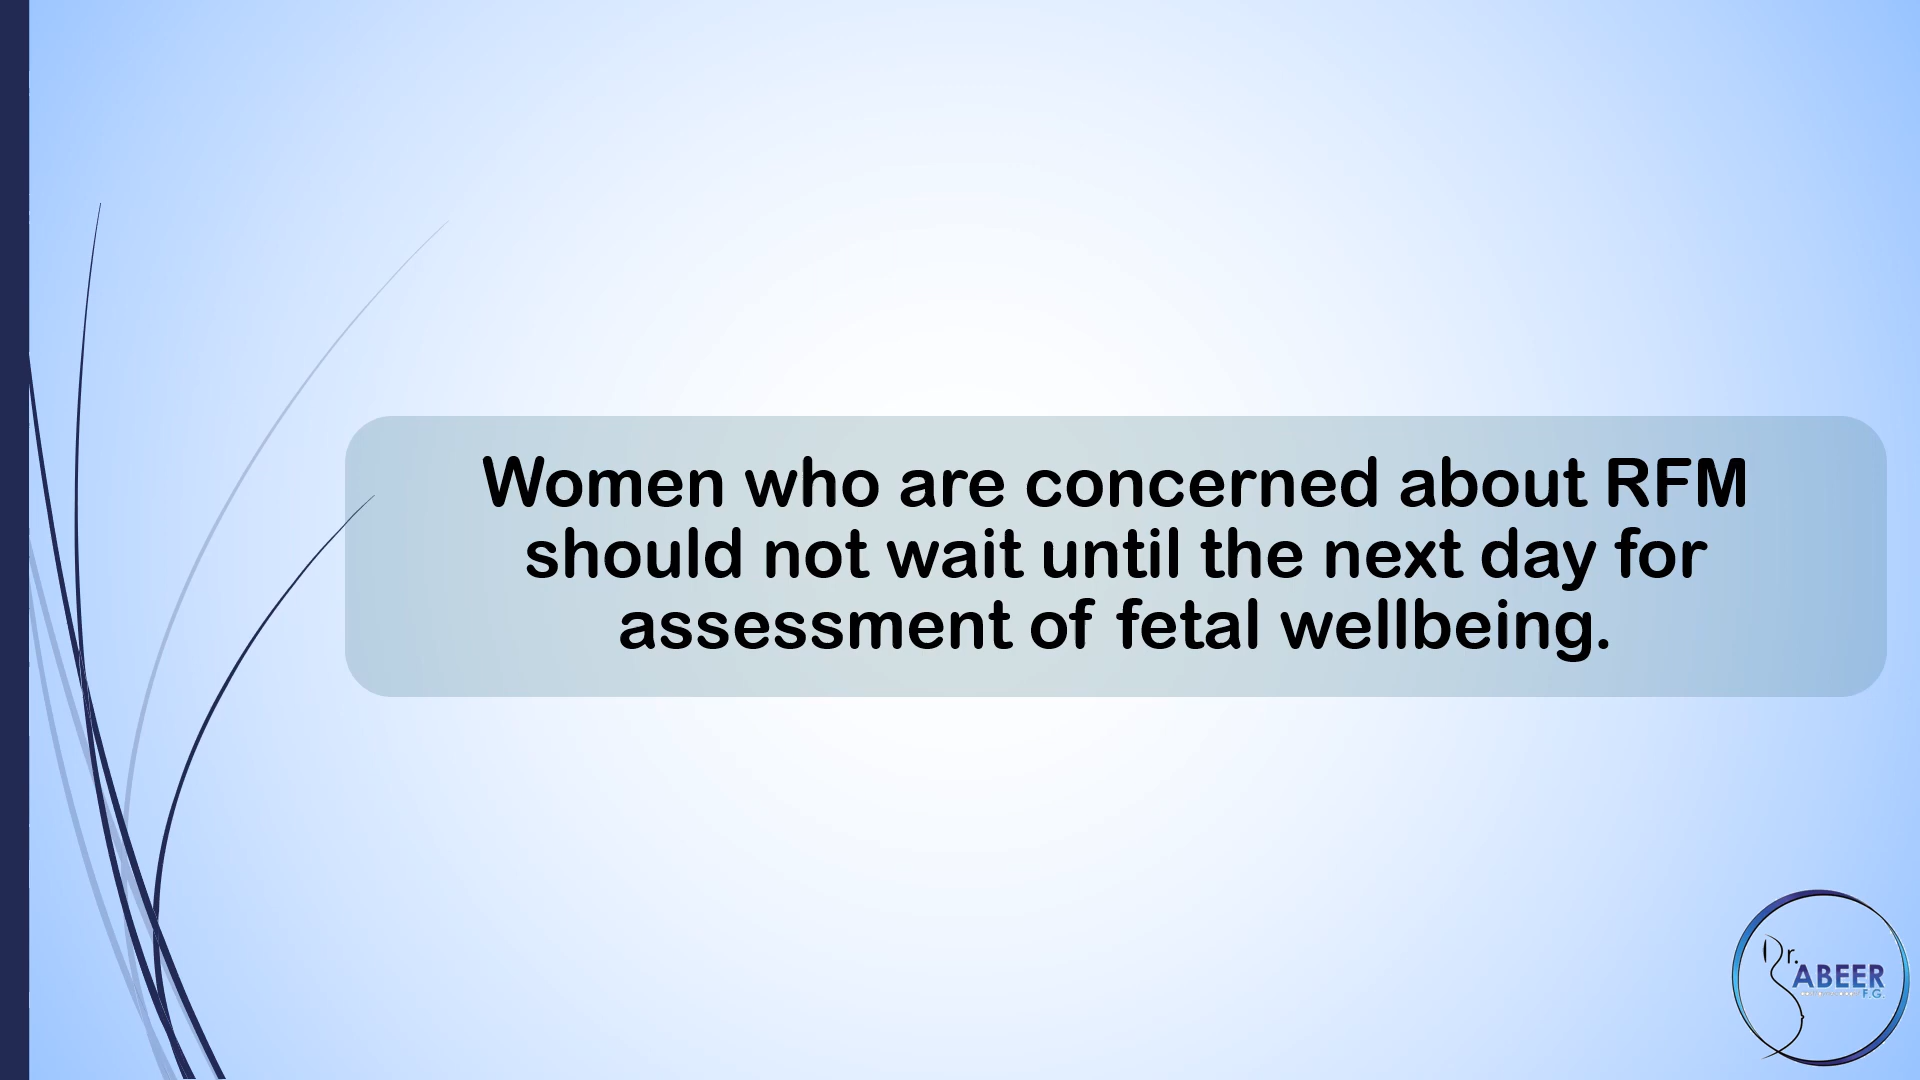 Women who are concerned about RFM
should not wait until the next day for
assessment of fetal wellbeing.
Dr.
ABEER
F.G.